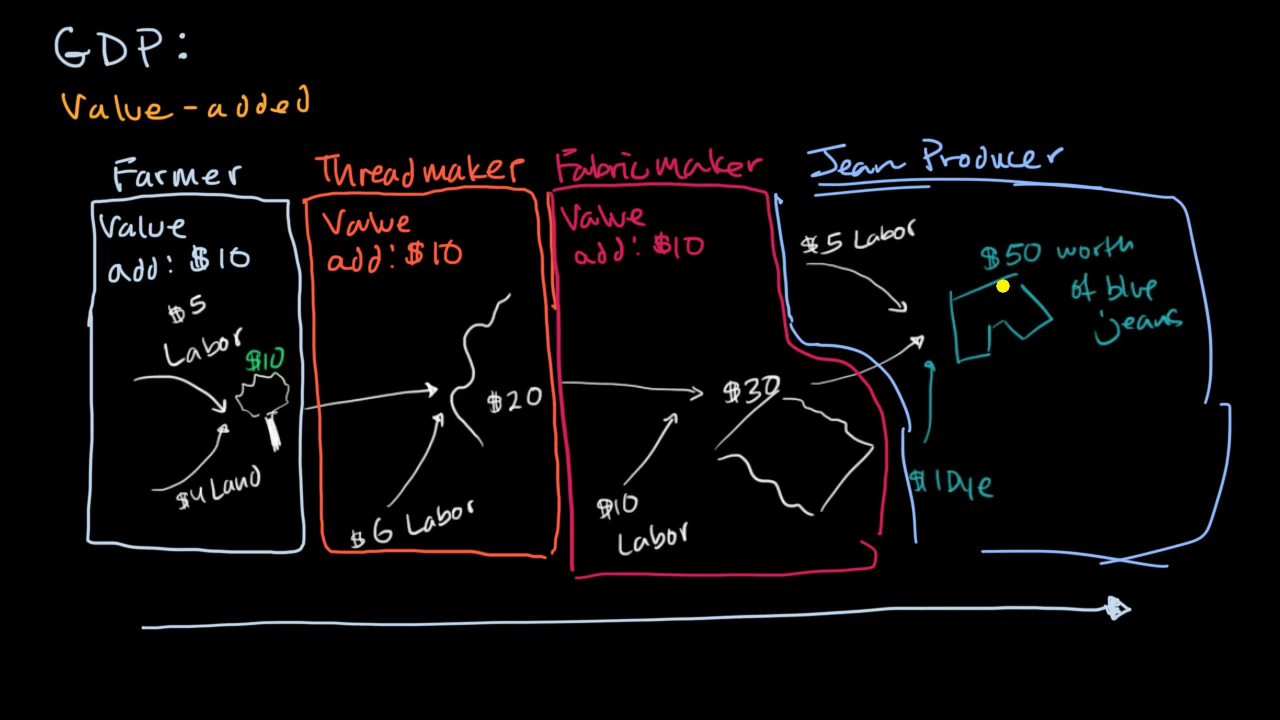 GDP:
Value-added
Farmer
Value
add: $10
$5
Labor
$10
$4 Land
Threadmaker
Value
add: $10
$20
$6 Labor
Fabricmaker
Value
add: $10
$30
$10
Labor
Jean Producer
$5 Labor
$50 worth
of blue
jeans
$1 Dye